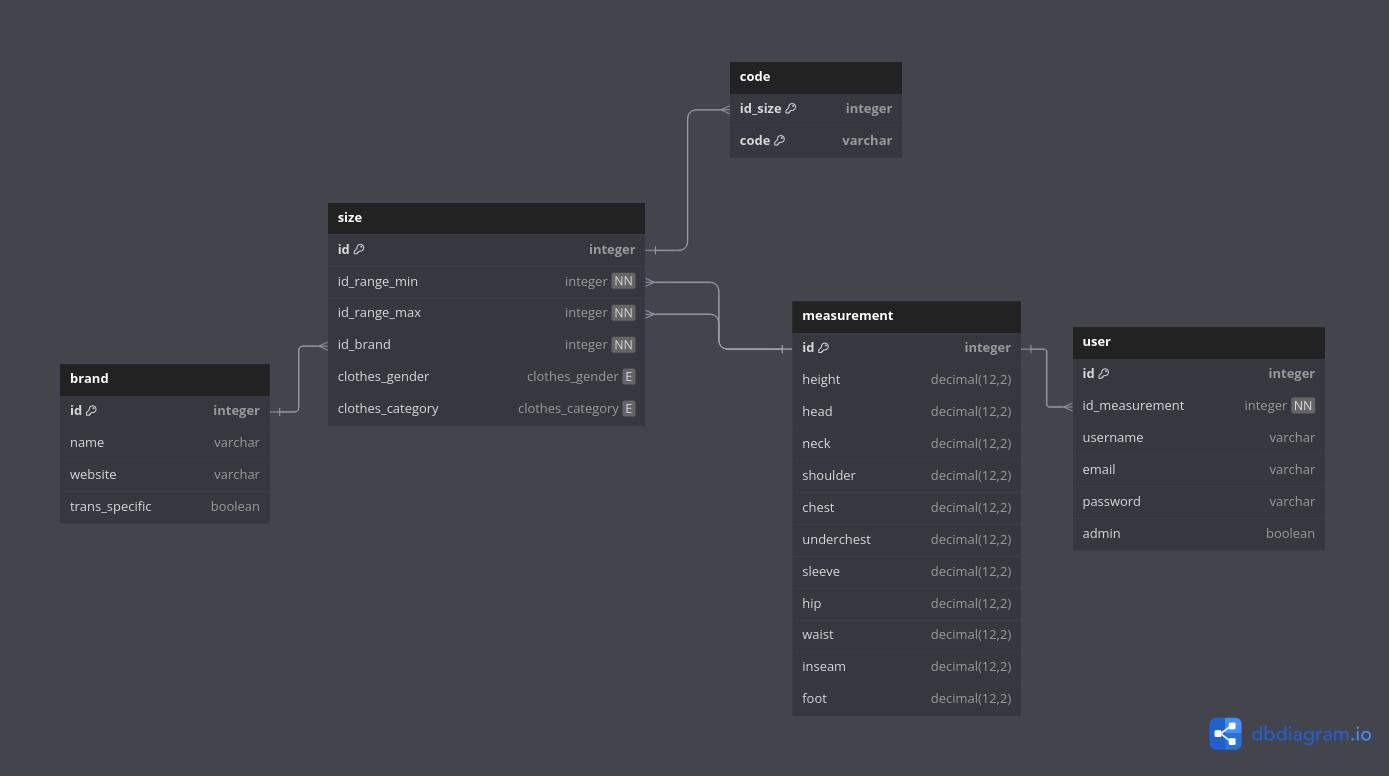 code
id_size integer
code varchar
size
id integer
id_range_min integer NN
id_range_max integer NN
id_brand integer NN
clothes_gender clothes_gender E
clothes_category clothes_category E
brand
id integer
name varchar
website varchar
trans_specific boolean
measurement
id integer
height decimal(12,2)
head decimal(12,2)
neck decimal(12,2)
shoulder decimal(12,2)
chest decimal(12,2)
underchest decimal(12,2)
sleeve decimal(12,2)
hip decimal(12,2)
waist decimal(12,2)
inseam decimal(12,2)
foot decimal(12,2)
user
id integer
id_measurement integer NN
username varchar
email varchar
password varchar
admin boolean
dbdiagram.io